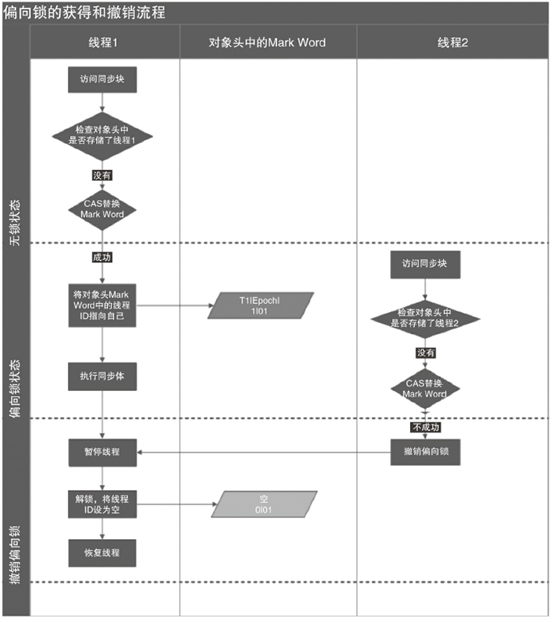 偏向锁的获得和撤销流程
线程1
对象头中的Mark Word
线程2
无锁状态
访问同步块
检查对象头中
是否存储了线程1
没有
CAS替换
Mark Word
偏向锁状态
成功
将对象头Mark
Word中的线程
ID指向自己
T1|Epoch|
1|01
执行同步体
访问同步块
检查对象头中
是否存储了线程2
没有
CAS替换
Mark Word
不成功
撤销偏向锁
撤销偏向锁
暂停线程
解锁，将线程
ID设为空
空
0|01
恢复线程